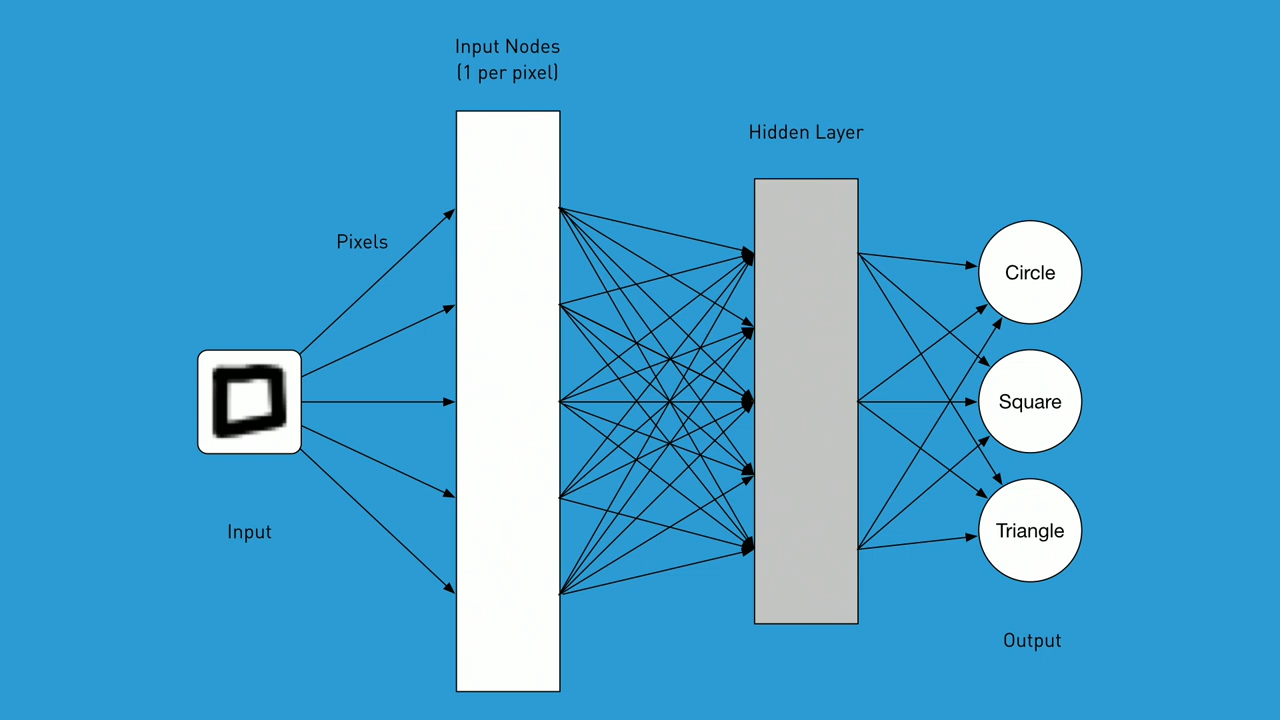 Input Nodes
(1 per pixel)
Hidden Layer
Pixels
Circle
Square
Input
Triangle
Output